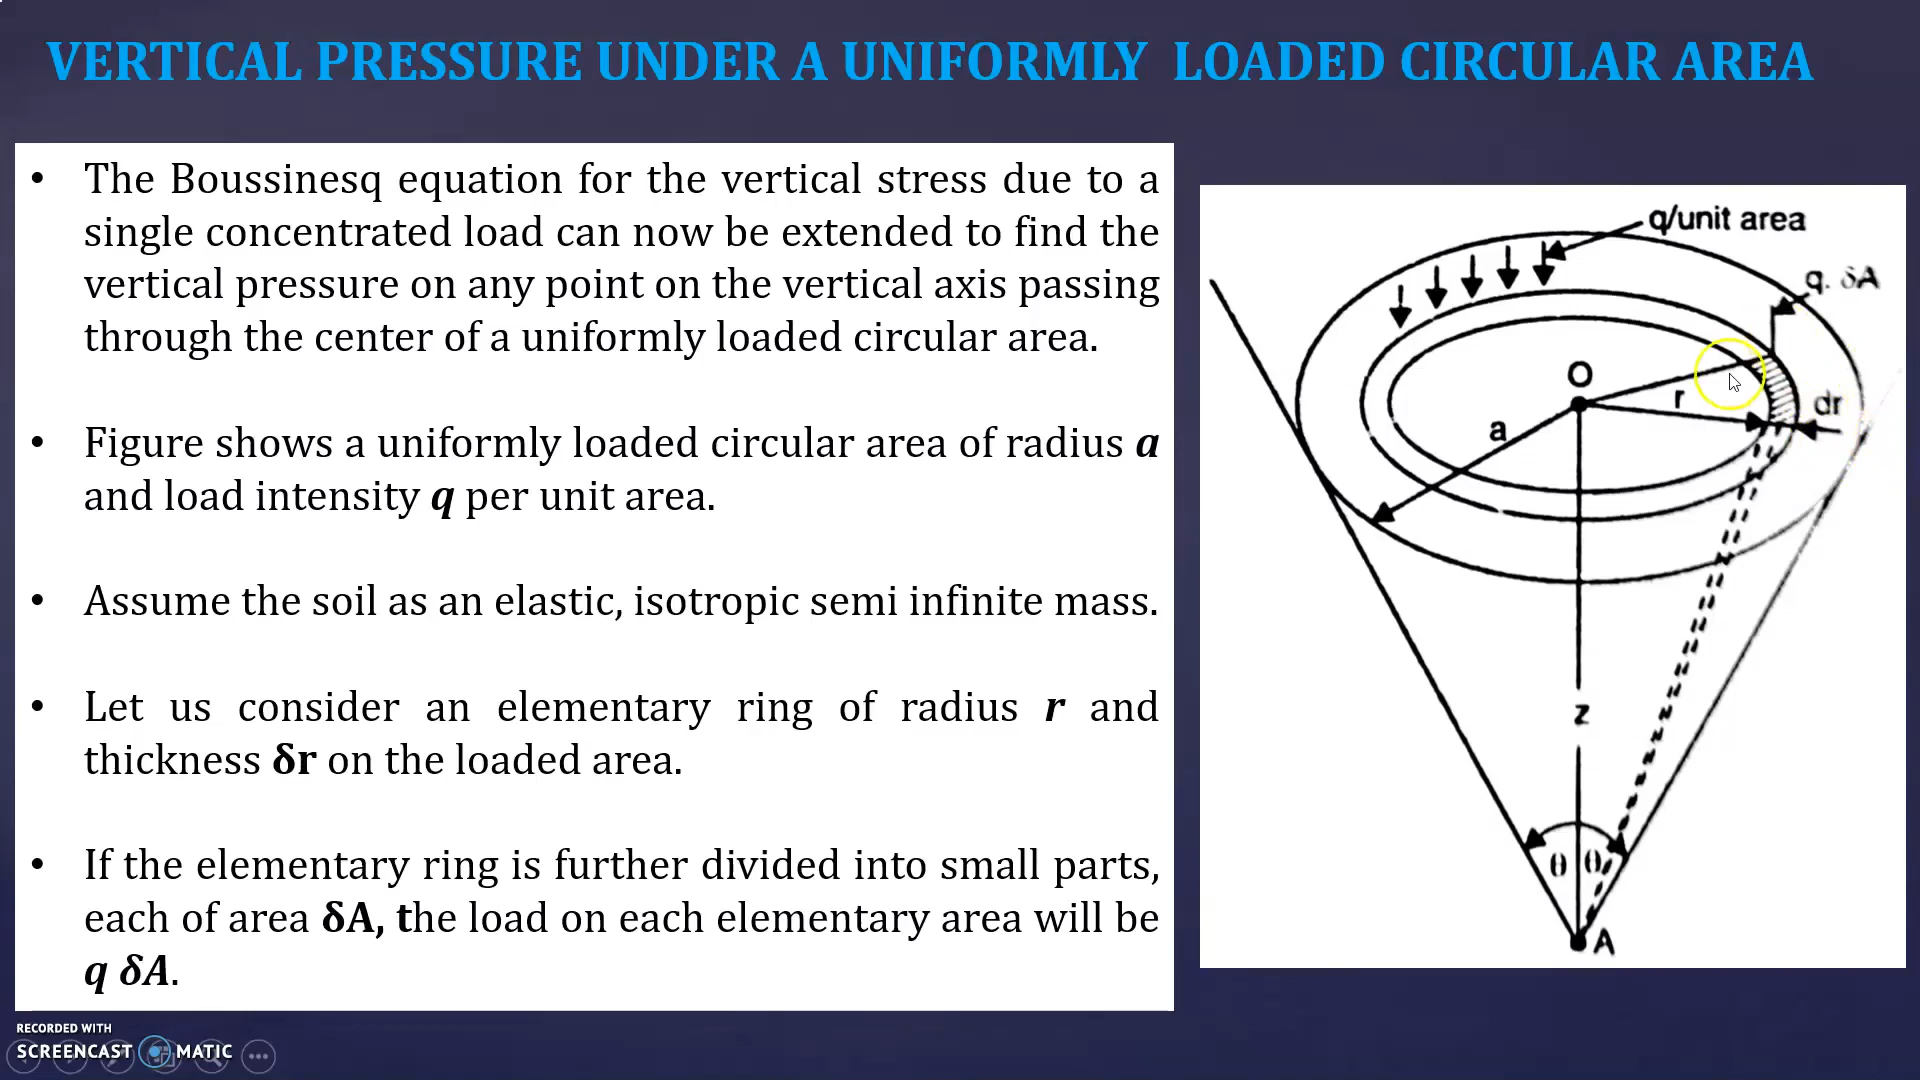 VERTICAL PRESSURE UNDER A UNIFORMLY LOADED CIRCULAR AREA
• The Boussinesq equation for the vertical stress due to a
single concentrated load can now be extended to find the
vertical pressure on any point on the vertical axis passing
through the center of a uniformly loaded circular area.
• Figure shows a uniformly loaded circular area of radius a
and load intensity q per unit area.
• Assume the soil as an elastic, isotropic semi infinite mass.
• Let us consider an elementary ring of radius r and
thickness δr on the loaded area.
• If the elementary ring is further divided into small parts,
each of area δA, the load on each elementary area will be
q δA.
q/unit area
q. δA
O
r
dr
a
z
θ θ
A
RECORDED WITH
SCREENCAST MATIC